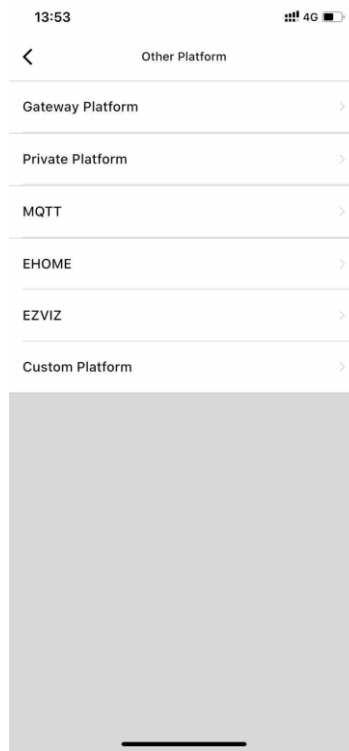 13:53
4G
Other Platform
Gateway Platform
Private Platform
MQTT
EHOME
EZVIZ
Custom Platform